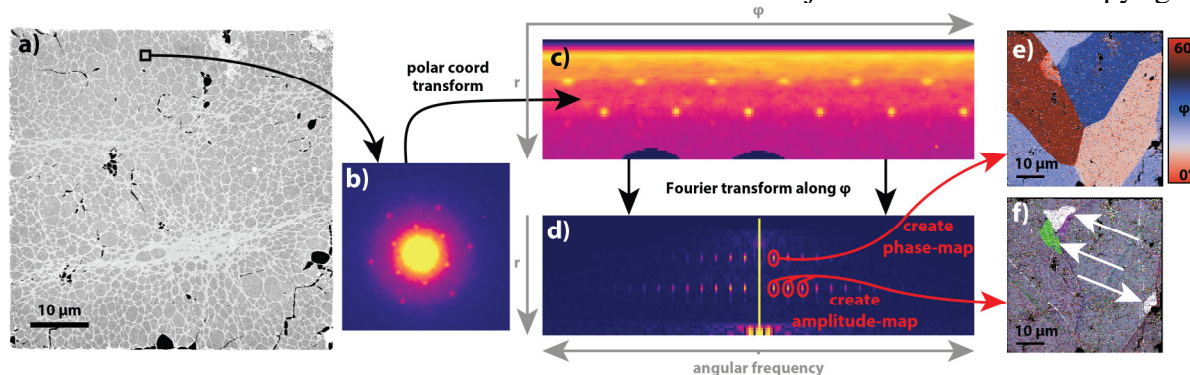 φ
a)
c)
e)
60
polar coord
transform
r
φ
10 μm
0°
b)
Fourier transform along φ
f)
d)
create
phase-map
r
create
amplitude-map
10 μm
10 μm
angular frequency